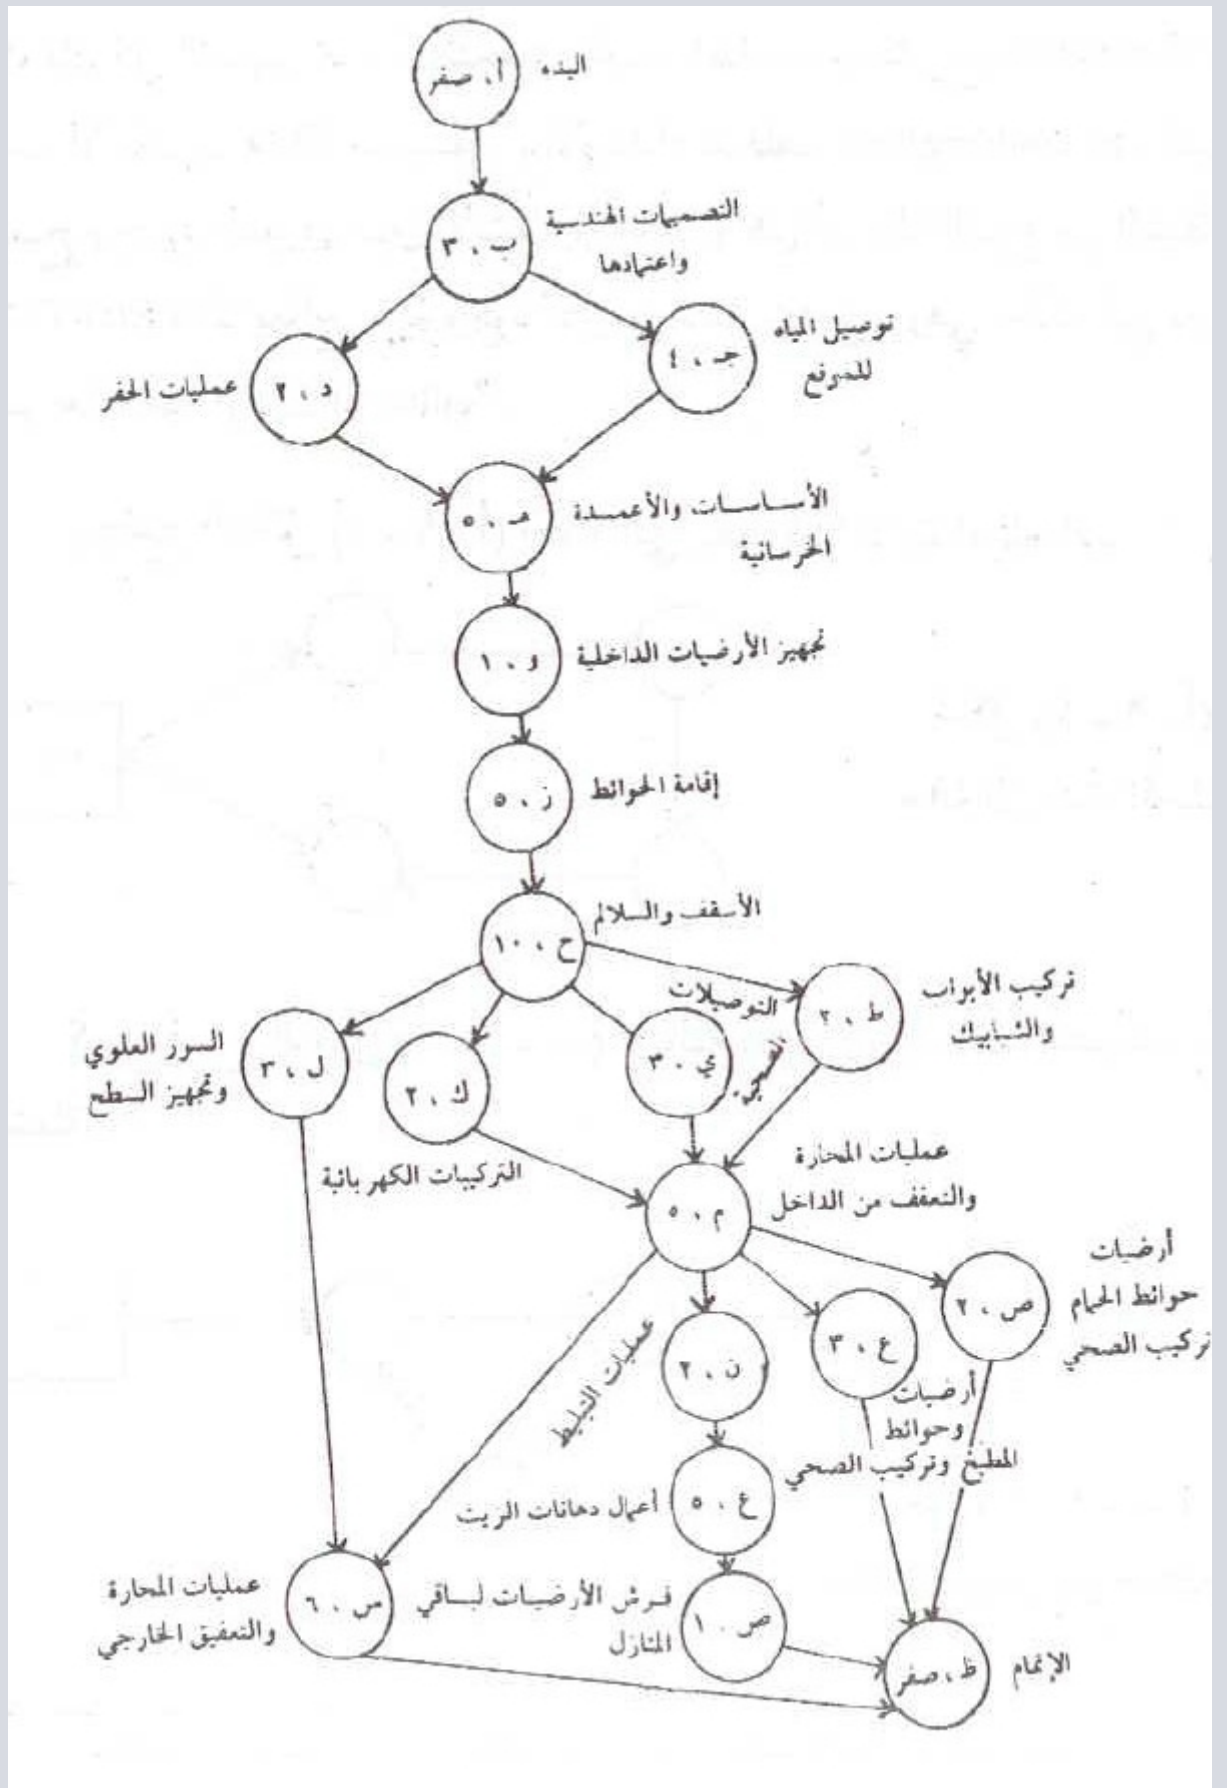 البدء
أ ، صفر
التصميمات الهندسية
واعتمادها
ب ، ٣
توصيل المياه
للموقع
جـ ، ٤
د ، ٢
عمليات الحفر
الأساسات والأعمدة
الخرسانية
هـ ، ٥
تجهيز الأرضيات الداخلية
و ، ١
إقامة الحوائط
ز ، ٥
الأسقف والسلالم
ح ، ١٠
تركيب الأبواب
والشبابيك
ط ، ٢
التوصيلات
الصحي
ي ، ٣
ك ، ٢
التركيبات الكهربائية
ل ، ٣
السور العلوي
وتجهيز السطح
عمليات المحارة
والتعفف من الداخل
م ، ٥
أرضيات
حوائط الحمام
تركيب الصحي
ص ، ٢
ع ، ٣
أرضيات
وحوائط
المطبخ وتركيب الصحي
ن ، ٢
عمليات التبليط
ع ، ٥
أعمال دهانات الزيت
ص ، ١
فرش الأرضيات لباقي
المنازل
س ، ٦
عمليات المحارة
والتعفيق الخارجي
الإتمام
ظ ، صفر